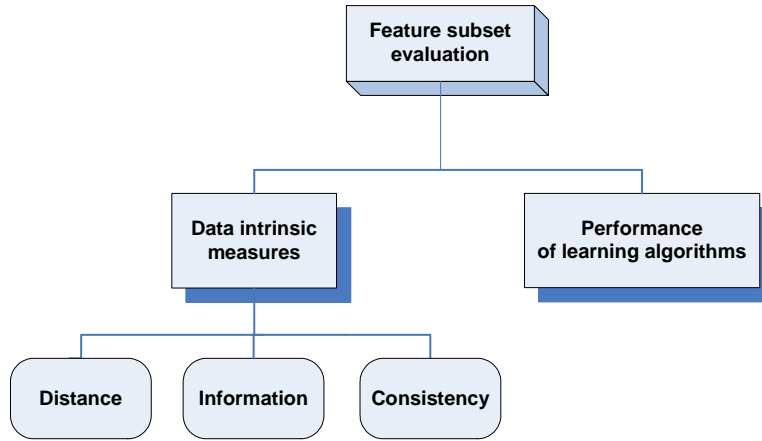 Feature subset
evaluation
Data intrinsic
measures
Performance
of learning algorithms
Distance
Information
Consistency